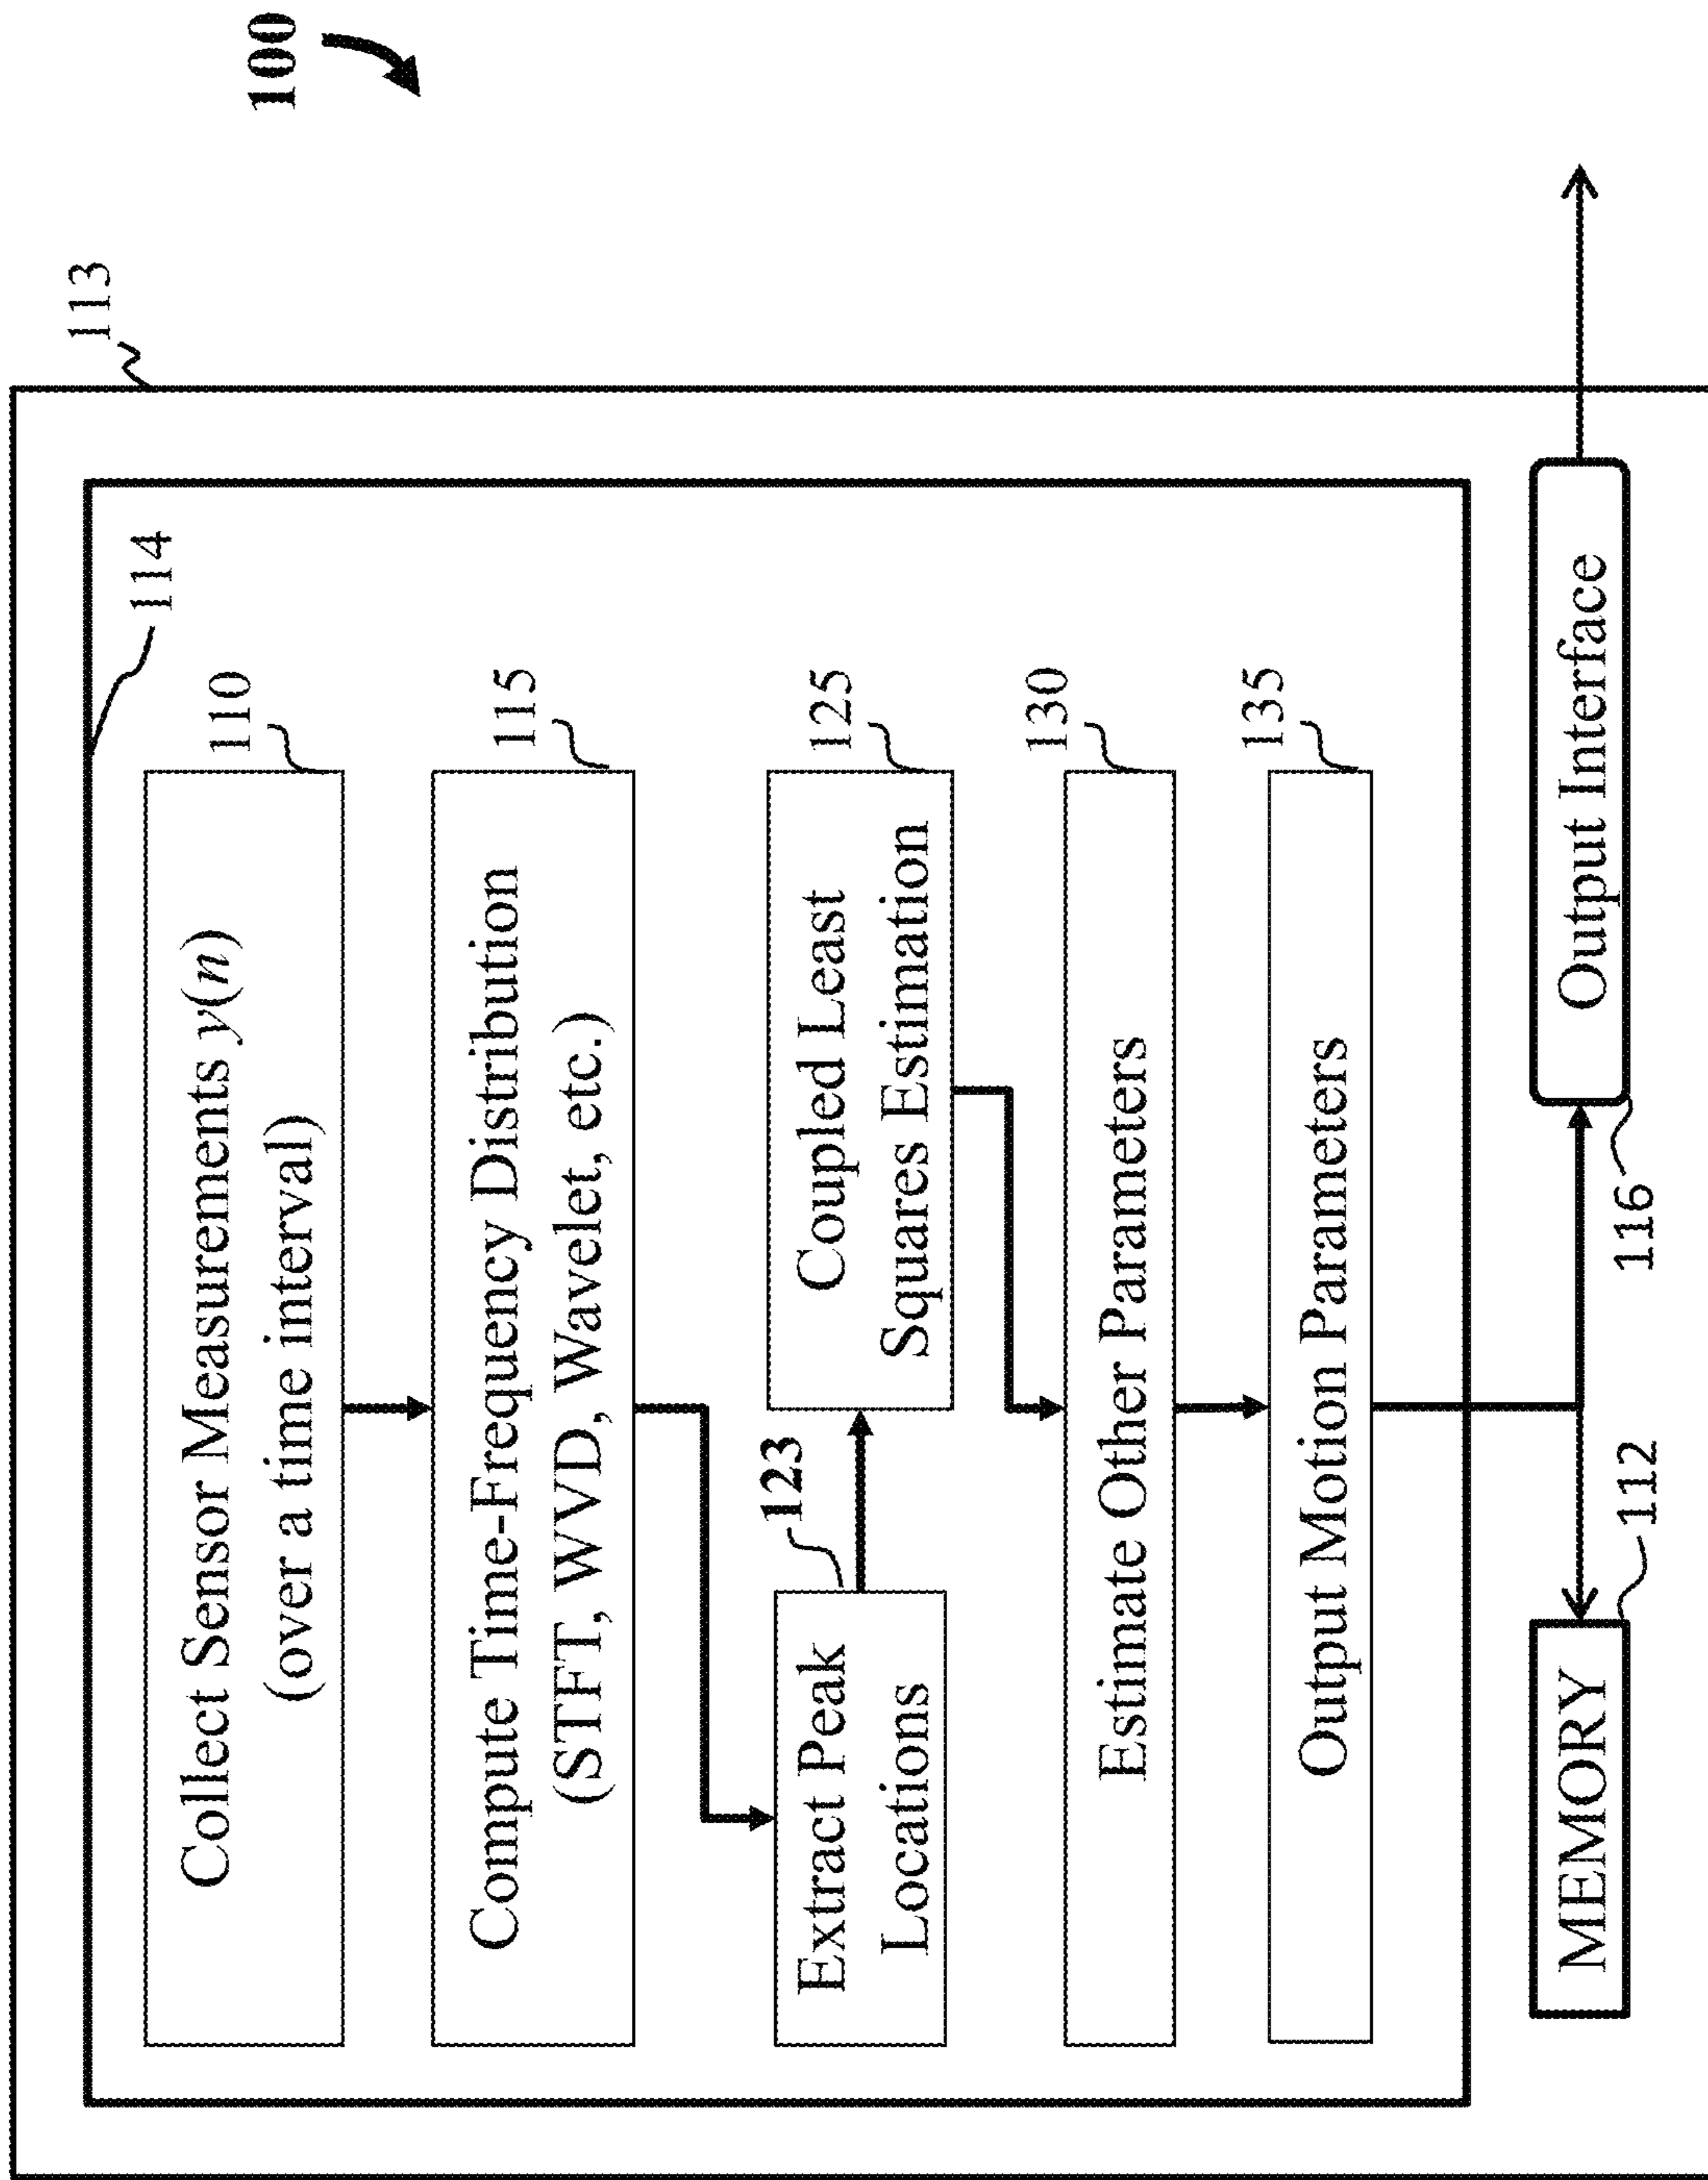 100
113
114
110
Collect Sensor Measurements y(n)
(over a time interval)
115
Compute Time-Frequency Distribution
(STFT, WVD, Wavelet, etc.)
123
Extract Peak
Locations
125
Coupled Least
Squares Estimation
130
Estimate Other Parameters
135
Output Motion Parameters
MEMORY
112
Output Interface
116